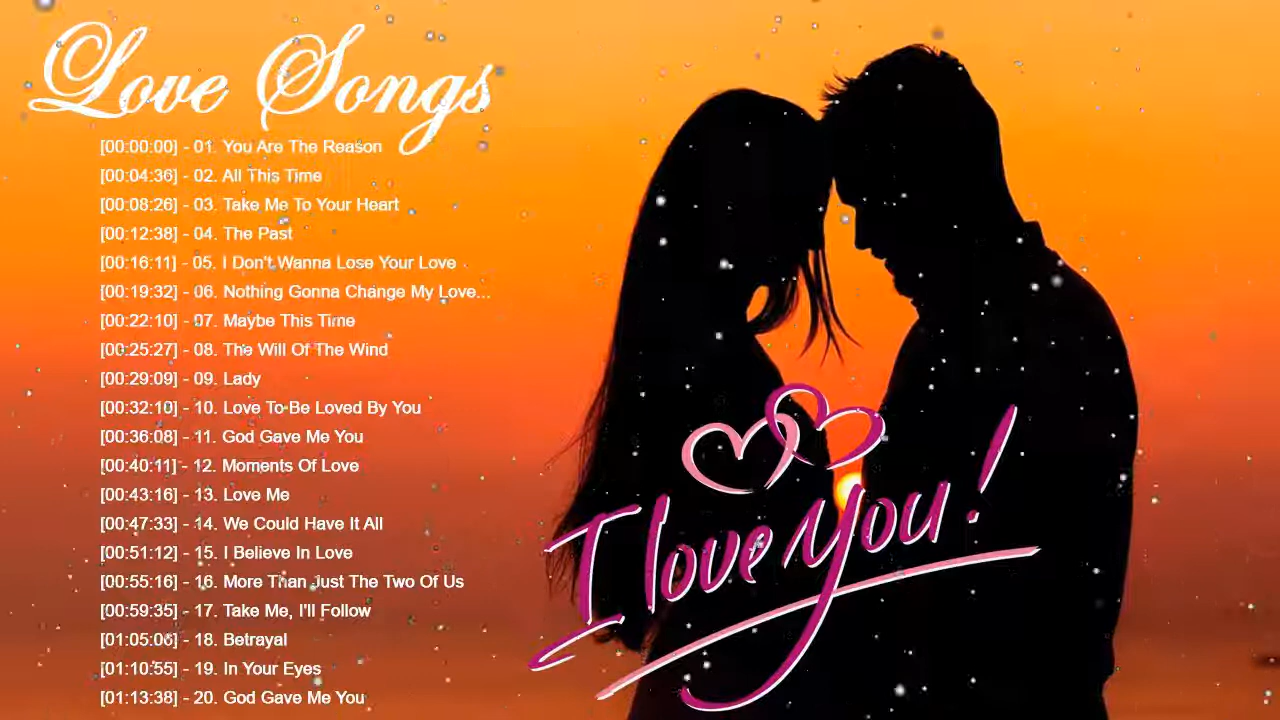 Love Songs
[00:00:00] - 01. You Are The Reason
[00:04:36] - 02. All This Time
[00:08:26] - 03. Take Me To Your Heart
[00:12:38] - 04. The Past
[00:16:11] - 05. I Don't Wanna Lose Your Love
[00:19:32] - 06. Nothing Gonna Change My Love...
[00:22:10] - 07. Maybe This Time
[00:25:27] - 08. The Will Of The Wind
[00:29:09] - 09. Lady
[00:32:10] - 10. Love To Be Loved By You
[00:36:08] - 11. God Gave Me You
[00:40:11] - 12. Moments Of Love
[00:43:16] - 13. Love Me
[00:47:33] - 14. We Could Have It All
[00:51:12] - 15. I Believe In Love
[00:55:16] - 16. More Than Just The Two Of Us
[00:59:35] - 17. Take Me, I'll Follow
[01:05:06] - 18. Betrayal
[01:10:55] - 19. In Your Eyes
[01:13:38] - 20. God Gave Me You
I love you!